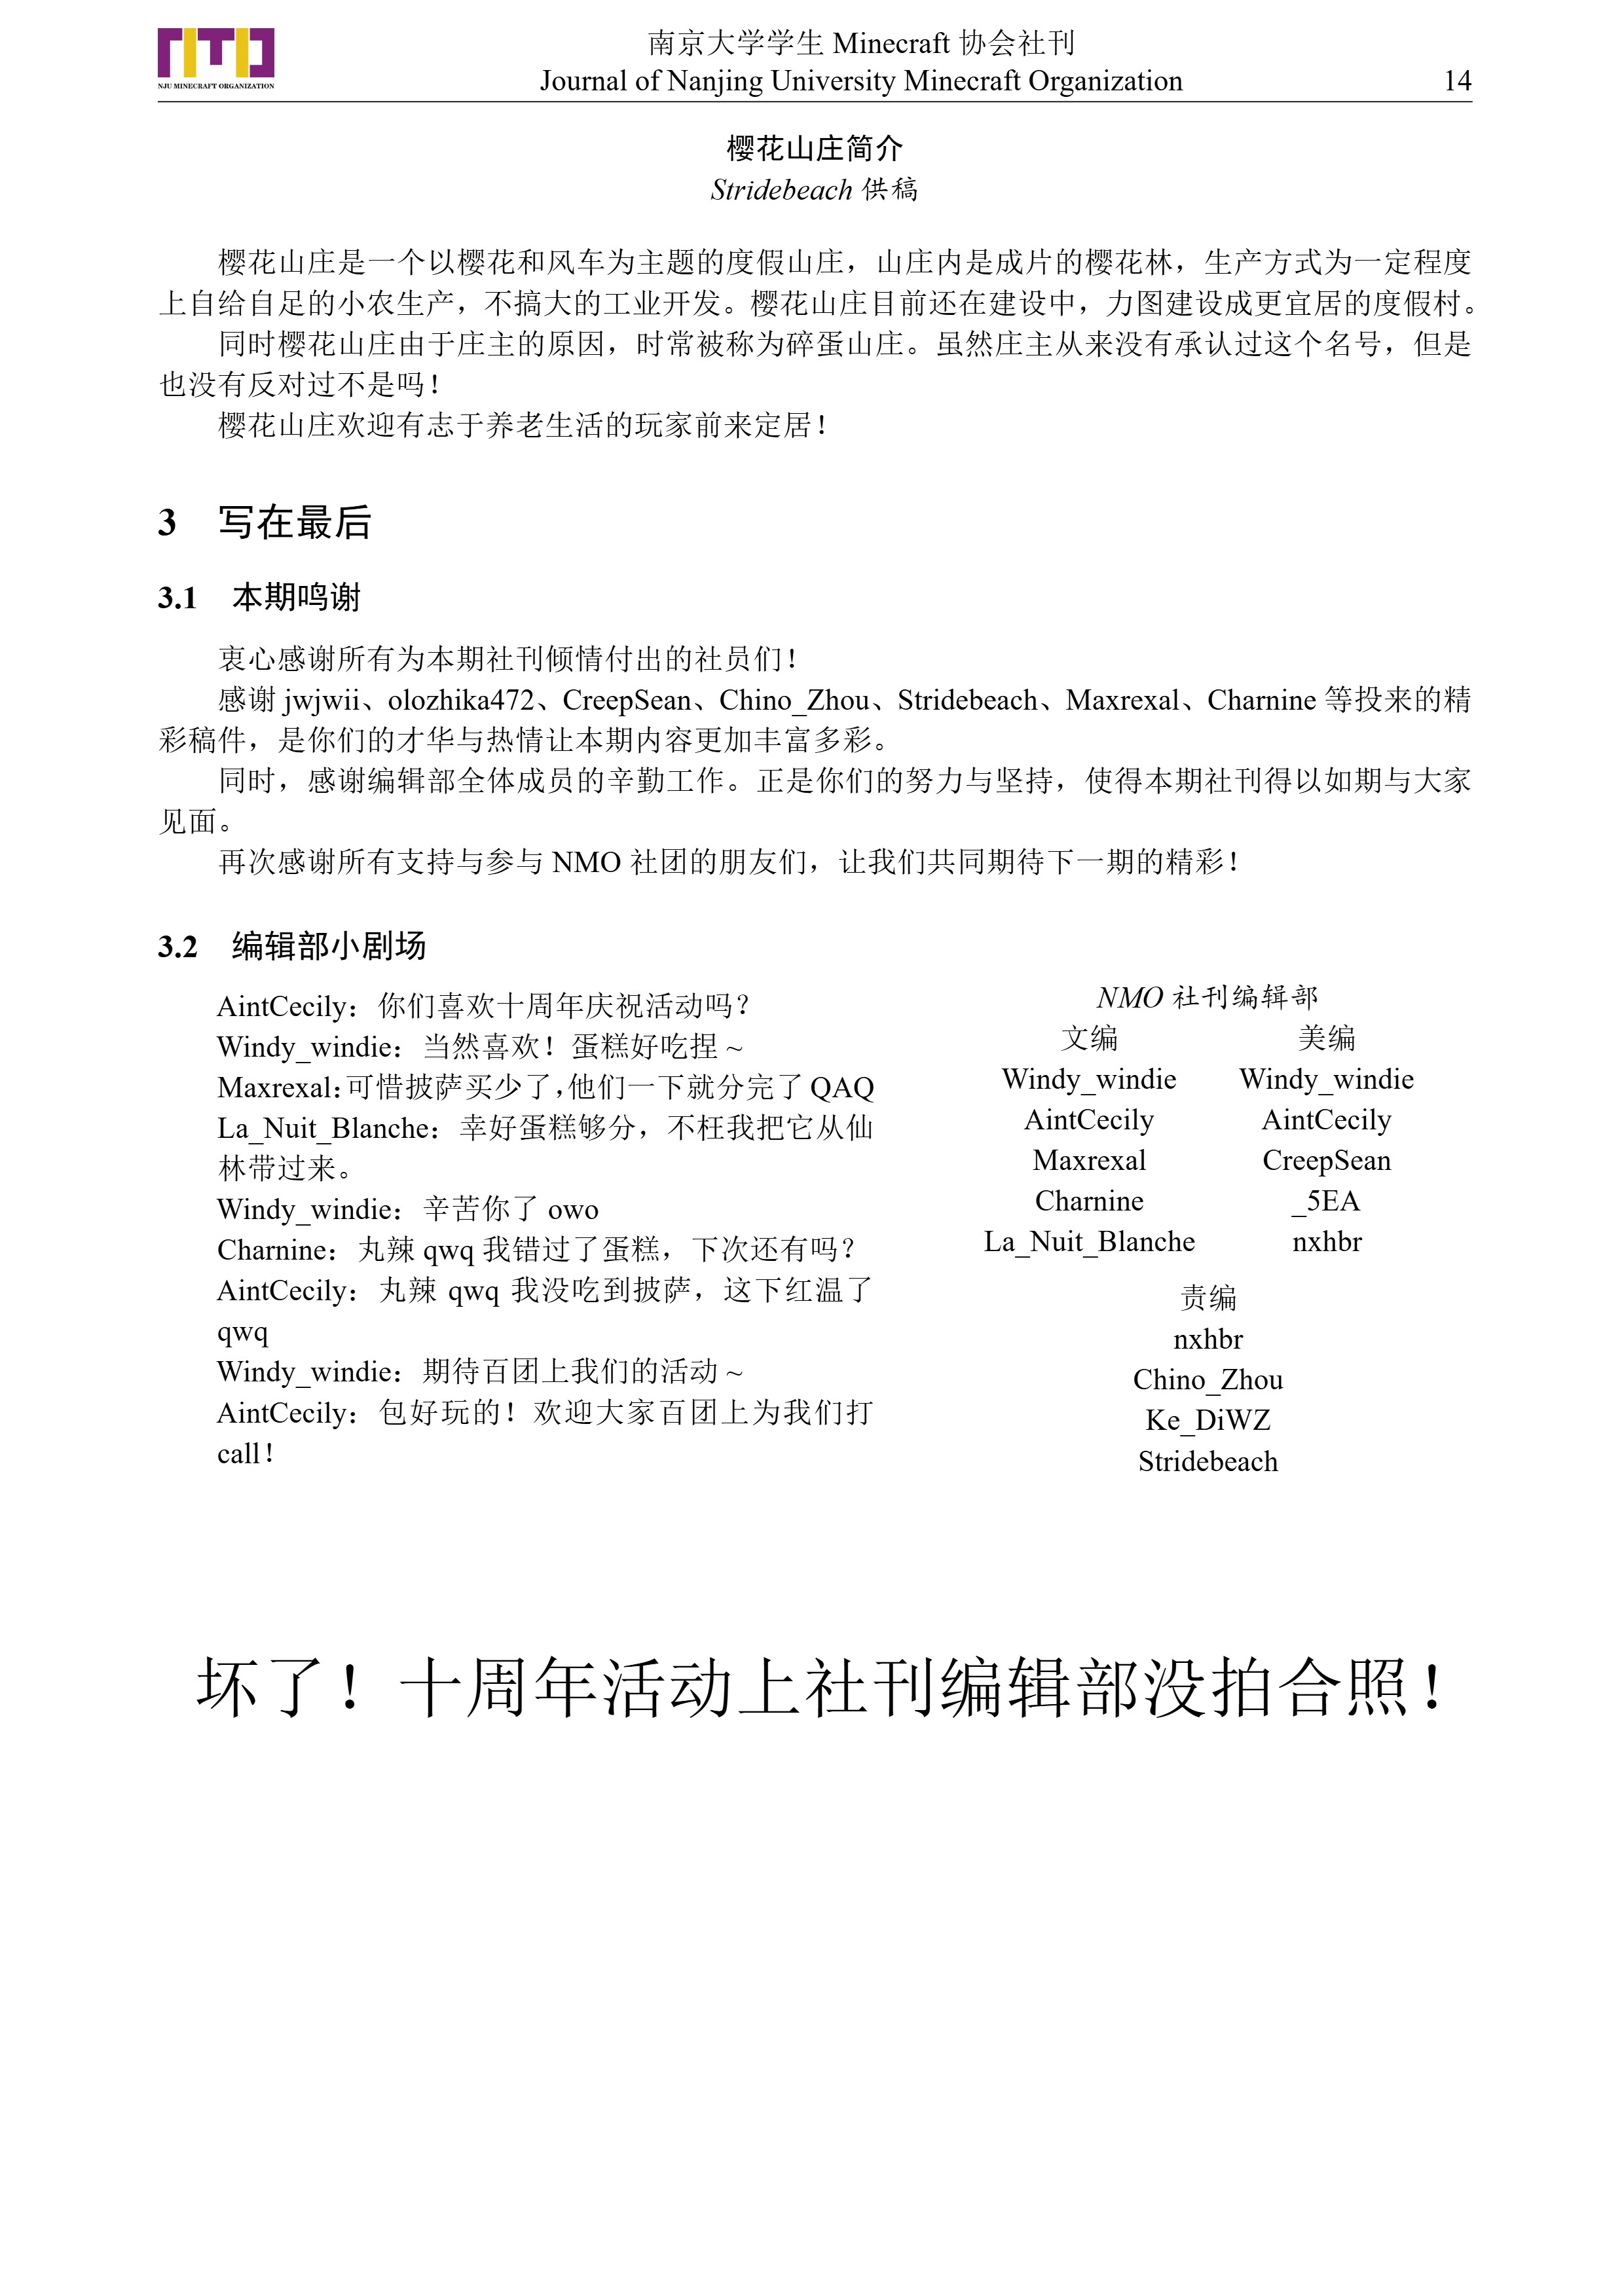 NJU MINECRAFT ORGANIZATION
南京大学学生 Minecraft 协会社刊
Journal of Nanjing University Minecraft Organization
14
樱花山庄简介
Stridebeach 供稿
樱花山庄是一个以樱花和风车为主题的度假山庄，山庄内是成片的樱花林，生产方式为一定程度
上自给自足的小农生产，不搞大的工业开发。樱花山庄目前还在建设中，力图建设成更宜居的度假村。
同时樱花山庄由于庄主的原因，时常被称为碎蛋山庄。虽然庄主从来没有承认过这个名号，但是
也没有反对过不是吗！
樱花山庄欢迎有志于养老生活的玩家前来定居！
3 写在最后
3.1 本期鸣谢
衷心感谢所有为本期社刊倾情付出的社员们！
感谢 jwjwii、olozhika472、CreepSean、Chino_Zhou、Stridebeach、Maxrexal、Charnine 等投来的精
彩稿件，是你们的才华与热情让本期内容更加丰富多彩。
同时，感谢编辑部全体成员的辛勤工作。正是你们的努力与坚持，使得本期社刊得以如期与大家
见面。
再次感谢所有支持与参与 NMO 社团的朋友们，让我们共同期待下一期的精彩！
3.2 编辑部小剧场
AintCecily：你们喜欢十周年庆祝活动吗？
Windy_windie：当然喜欢！蛋糕好吃捏 ~
Maxrexal：可惜披萨买少了，他们一下就分完了 QAQ
La_Nuit_Blanche：幸好蛋糕够分，不枉我把它从仙
林带过来。
Windy_windie：辛苦你了 owo
Charnine：丸辣 qwq 我错过了蛋糕，下次还有吗？
AintCecily：丸辣 qwq 我没吃到披萨，这下红温了
qwq
Windy_windie：期待百团上我们的活动 ~
AintCecily：包好玩的！欢迎大家百团上为我们打
call！
NMO 社刊编辑部
文编 美编
Windy_windie Windy_windie
AintCecily AintCecily
Maxrexal CreepSean
Charnine _5EA
La_Nuit_Blanche nxhbr
责编
nxhbr
Chino_Zhou
Ke_DiWZ
Stridebeach
坏了！十周年活动上社刊编辑部没拍合照！